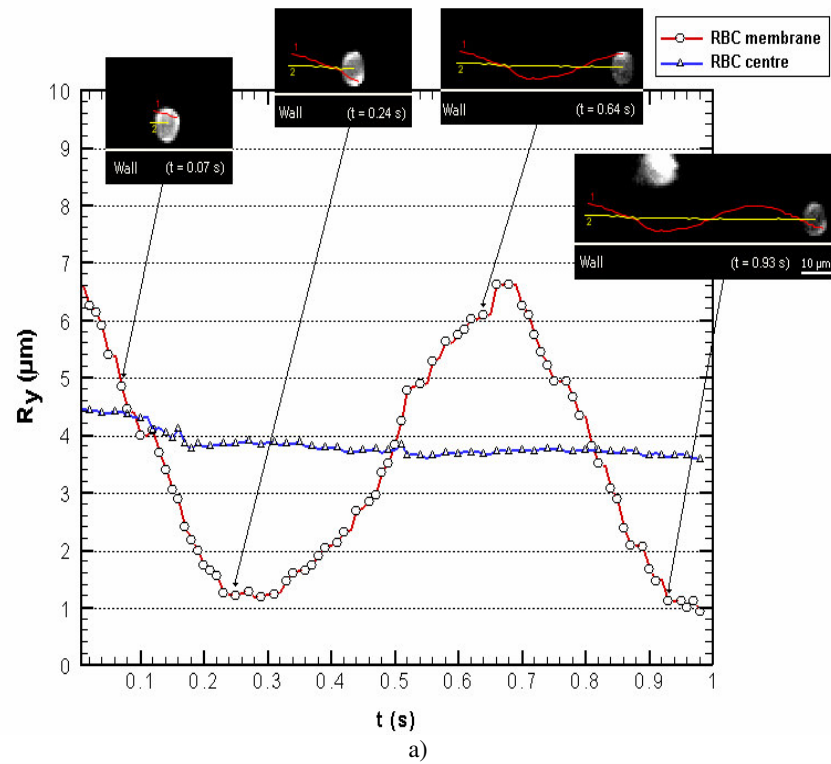 1
2
Wall (t = 0.07 s)
1
2
Wall (t = 0.24 s)
1
2
Wall (t = 0.64 s)
RBC membrane
RBC centre
1
2
Wall (t = 0.93 s) 10 µm
10
9
8
7
6
5
4
3
2
1
0
Ry (µm)
0.1 0.2 0.3 0.4 0.5 0.6 0.7 0.8 0.9 1
t (s)
a)